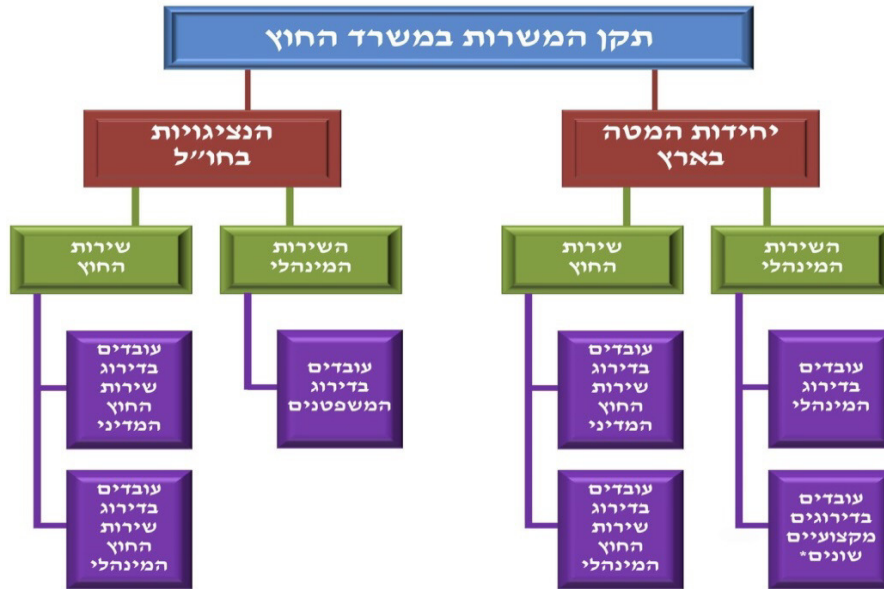 תקן המשרות במשרד החוץ
יחידות המטה
בארץ
הנציגויות
בחו״ל
השירות
המינהלי
שירות
החוץ
השירות
המינהלי
שירות
החוץ
עובדים
בדירוג
המינהלי
עובדים
בדירוג
שירות
החוץ
המדיני
עובדים
בדירוג
המשפטנים
עובדים
בדירוג
שירות
החוץ
המדיני
עובדים
בדירוגים
מקצועיים
שונים*
עובדים
בדירוג
שירות
החוץ
המינהלי
עובדים
בדירוג
שירות
החוץ
המינהלי